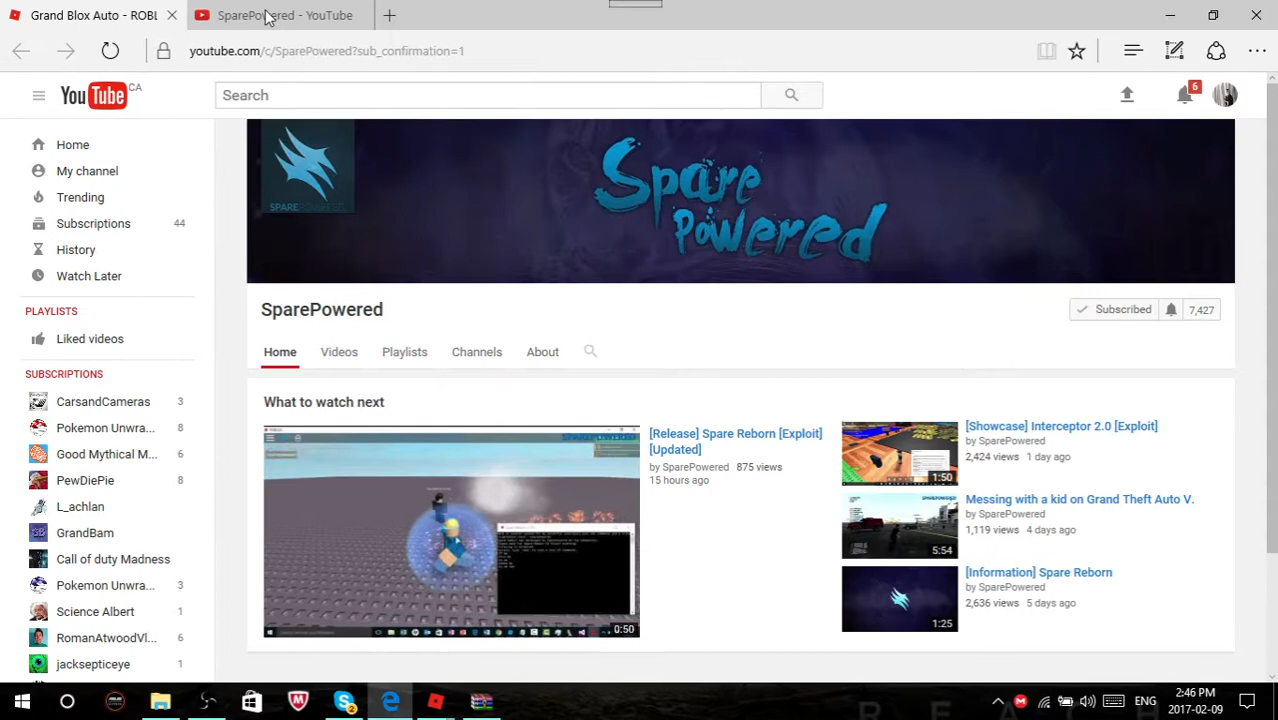 Grand Blox Auto - ROBL
SparePowered - YouTube
youtube.com/c/SparePowered?sub_confirmation=1
YouTube CA
Search
6
Home
My channel
Trending
Subscriptions 44
History
Watch Later
PLAYLISTS
Liked videos
SUBSCRIPTIONS
CarsandCameras 3
Pokemon Unwra... 8
Good Mythical M... 6
PewDiePie 8
L_achlan
GrandBam
Call of duty Madness
Pokemon Unwra... 3
Science Albert 1
RomanAtwoodVl... 6
jacksepticeye 1
SPAREPOWERED
Spare
Powered
SparePowered
Subscribed 7,427
Home Videos Playlists Channels About
What to watch next
SPAREPOWERED
0:50
[Release] Spare Reborn [Exploit]
[Updated]
by SparePowered 875 views
15 hours ago
1:50
[Showcase] Interceptor 2.0 [Exploit]
by SparePowered
2,424 views 1 day ago
5:54
Messing with a kid on Grand Theft Auto V.
by SparePowered
1,119 views 4 days ago
1:25
[Information] Spare Reborn
by SparePowered
2,636 views 5 days ago
2
ENG
2:46 PM
2017-02-09